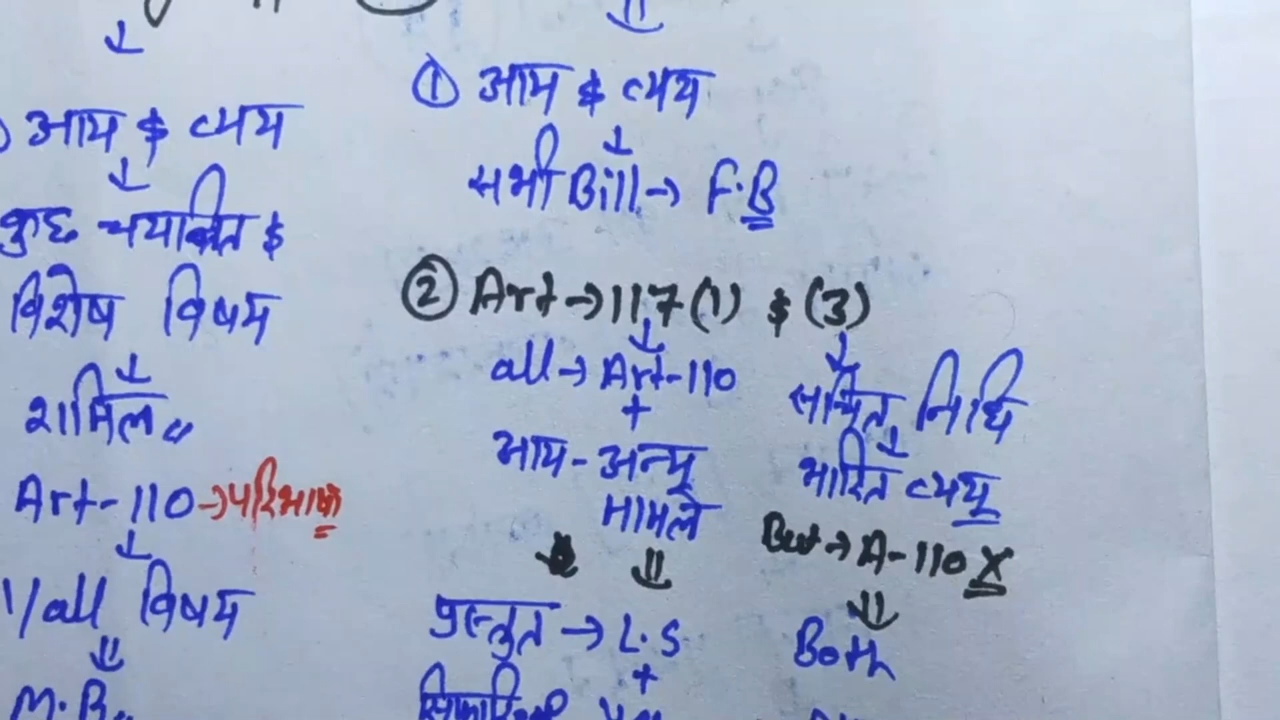 आय & व्यय
कुछ चयनित &
विशेष विषय
शामिल
Art-110→परिभाषा
1/all विषय
M.B.
① आय & व्यय
सभी Bill→ F.B
② Art→117(1) & (3)
all→Art-110
+
आय-अन्य
मामले
प्रस्तुत → L.S
+
सिफारिश
संचित निधि
भारित व्यय
But→A-110 X
Both